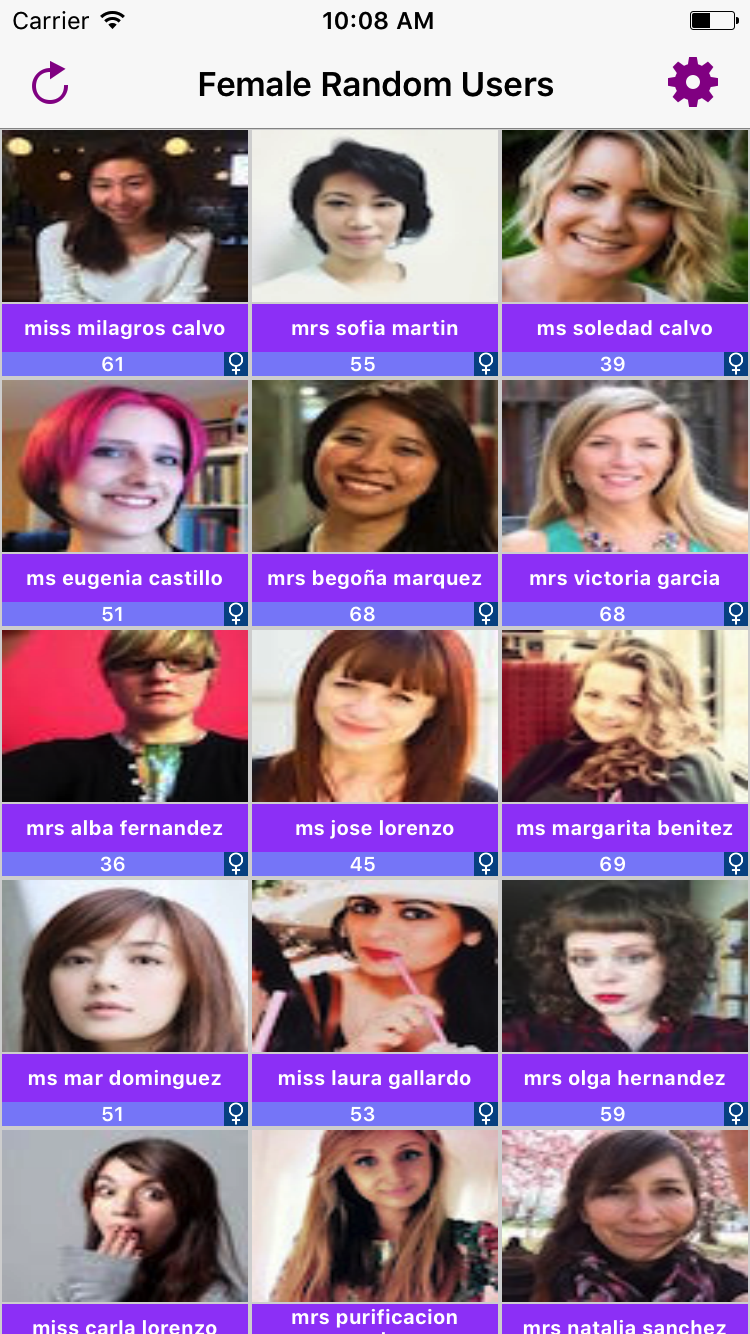 Carrier 10:08 AM
Female Random Users
miss milagros calvo
mrs sofia martin
ms soledad calvo
61
55
39
ms eugenia castillo
mrs begoña marquez
mrs victoria garcia
51
68
68
mrs alba fernandez
ms jose lorenzo
ms margarita benitez
36
45
69
ms mar dominguez
miss laura gallardo
mrs olga hernandez
51
53
59
miss carla lorenzo
mrs purificacion
mrs natalia sanchez